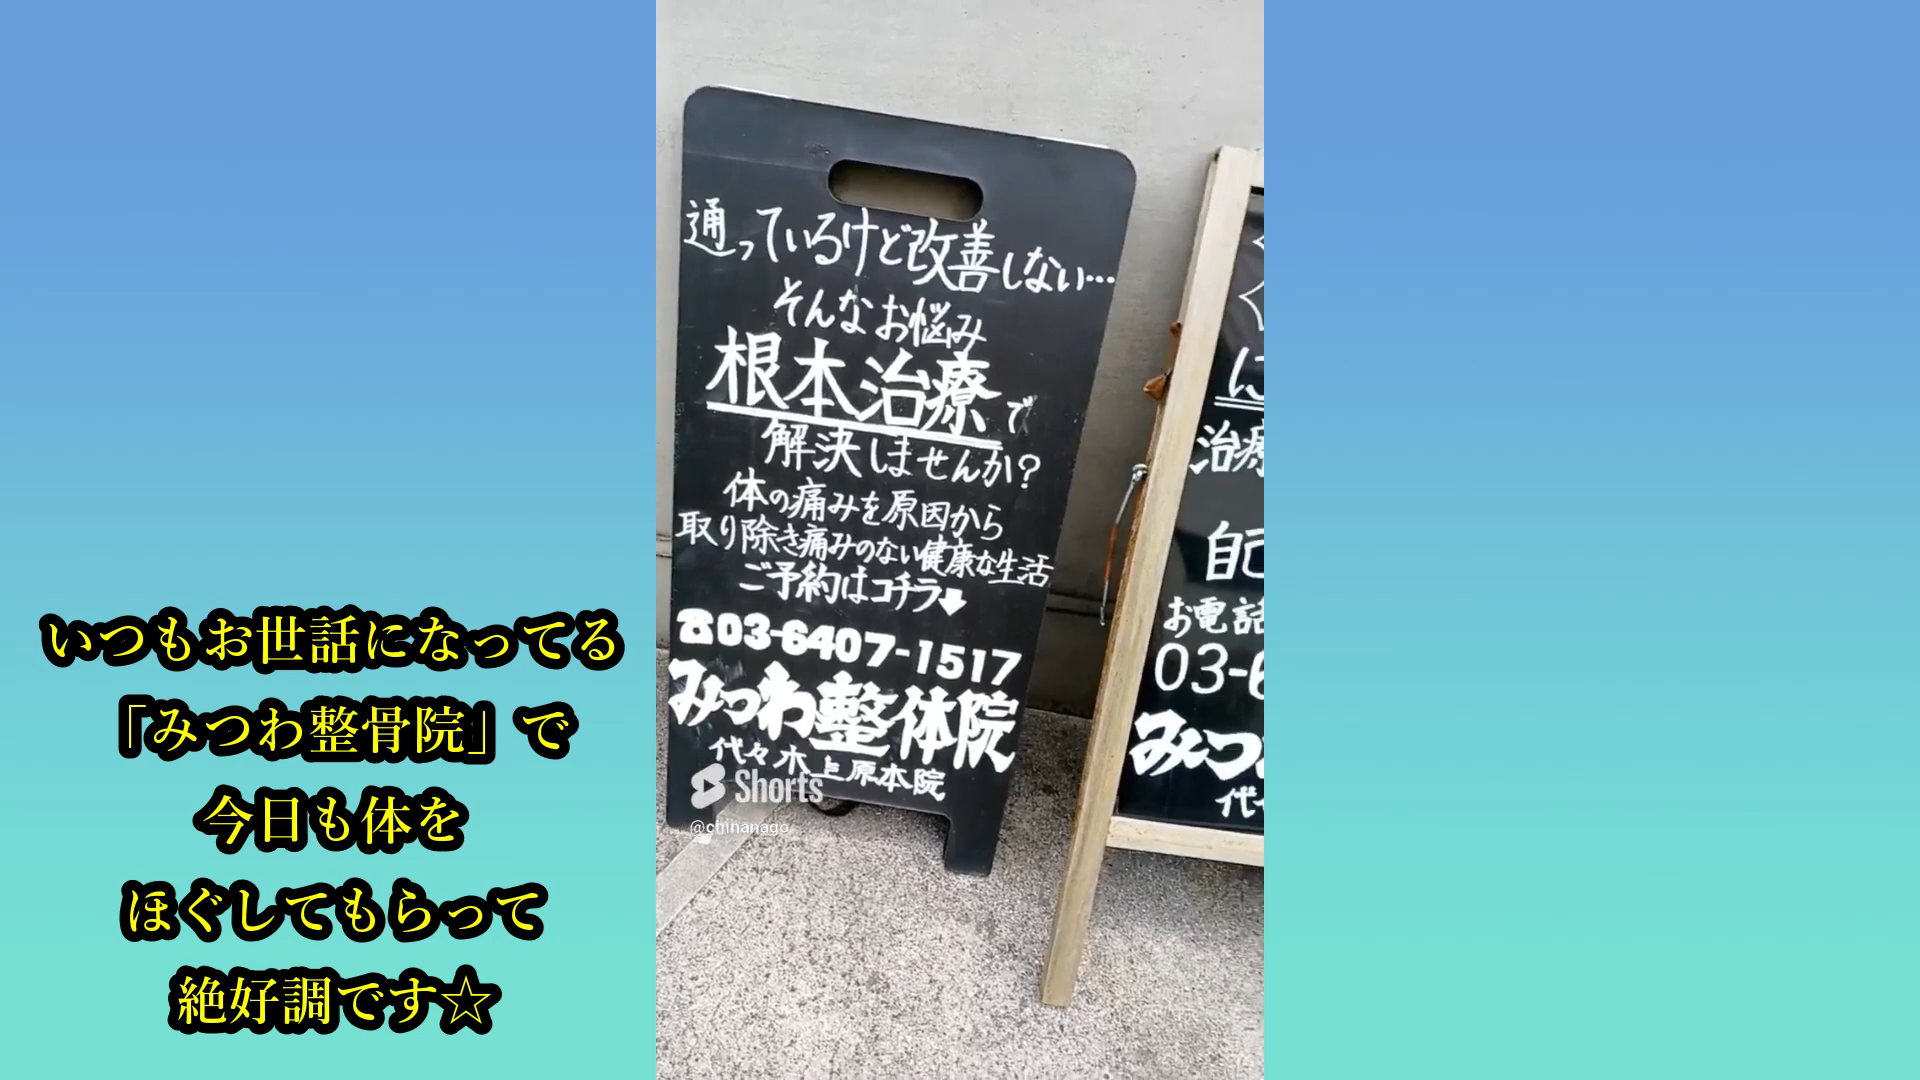 いつもお世話になってる
「みつわ整骨院」で
今日も体を
ほぐしてもらって
絶好調です☆
通っているけど改善しない…
そんなお悩み
根本治療で
解決しませんか?
体の痛みを原因から
取り除き痛みのない健康な生活
ご予約はコチラ⬇
☎03-6407-1517
みつわ整体院
代々木上原本院
Shorts
@chinanago
に
治療
自己
お電話
03-6
みつわ
代々